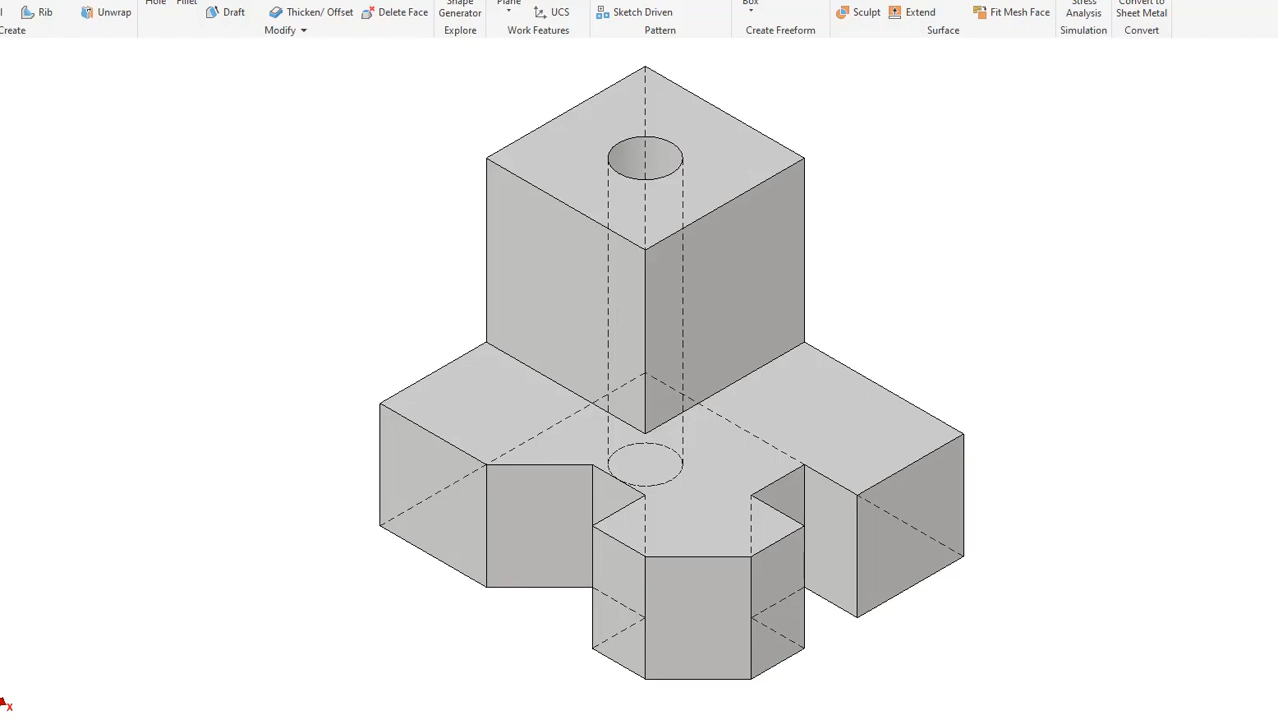 Hole Fillet Shape Plane Box Stress Convert to
Rib Unwrap Draft Thicken/ Offset Delete Face Generator UCS Sketch Driven Sculpt Extend Fit Mesh Face Analysis Sheet Metal
Create Modify Explore Work Features Pattern Create Freeform Surface Simulation Convert
x